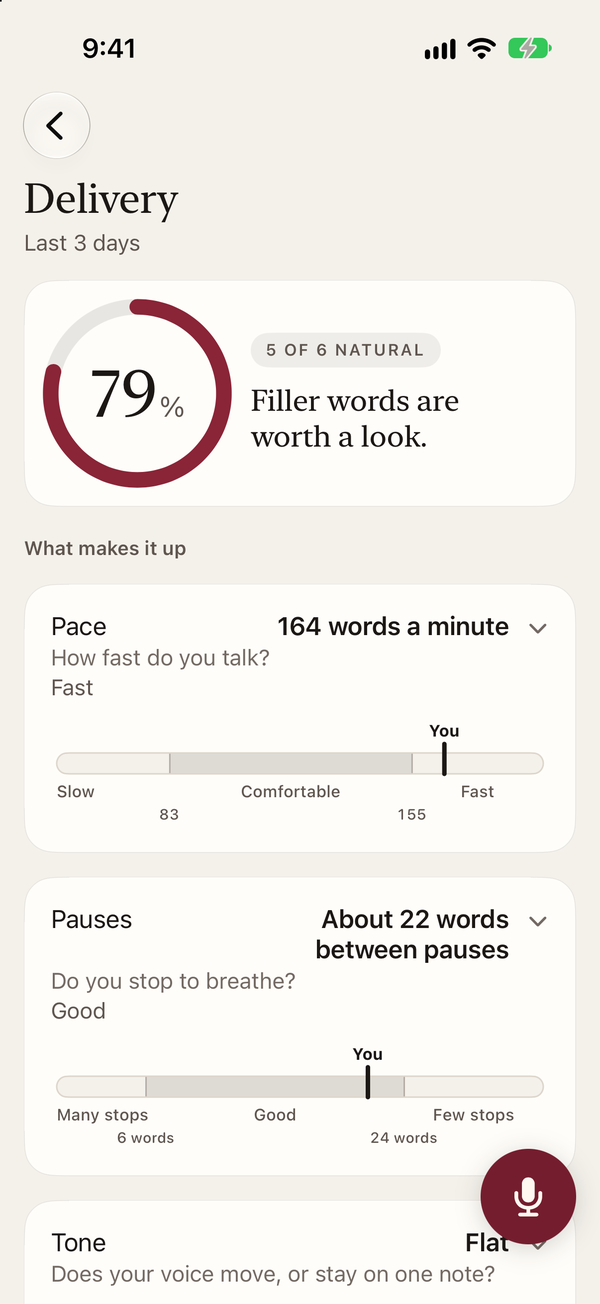 9:41
Delivery
Last 3 days
79%
5 OF 6 NATURAL
Filler words are
worth a look.
What makes it up
Pace
164 words a minute
How fast do you talk?
Fast
You
Slow
Comfortable
Fast
83
155
Pauses
About 22 words
between pauses
Do you stop to breathe?
Good
You
Many stops
Good
Few stops
6 words
24 words
Tone
Flat
Does your voice move, or stay on one note?